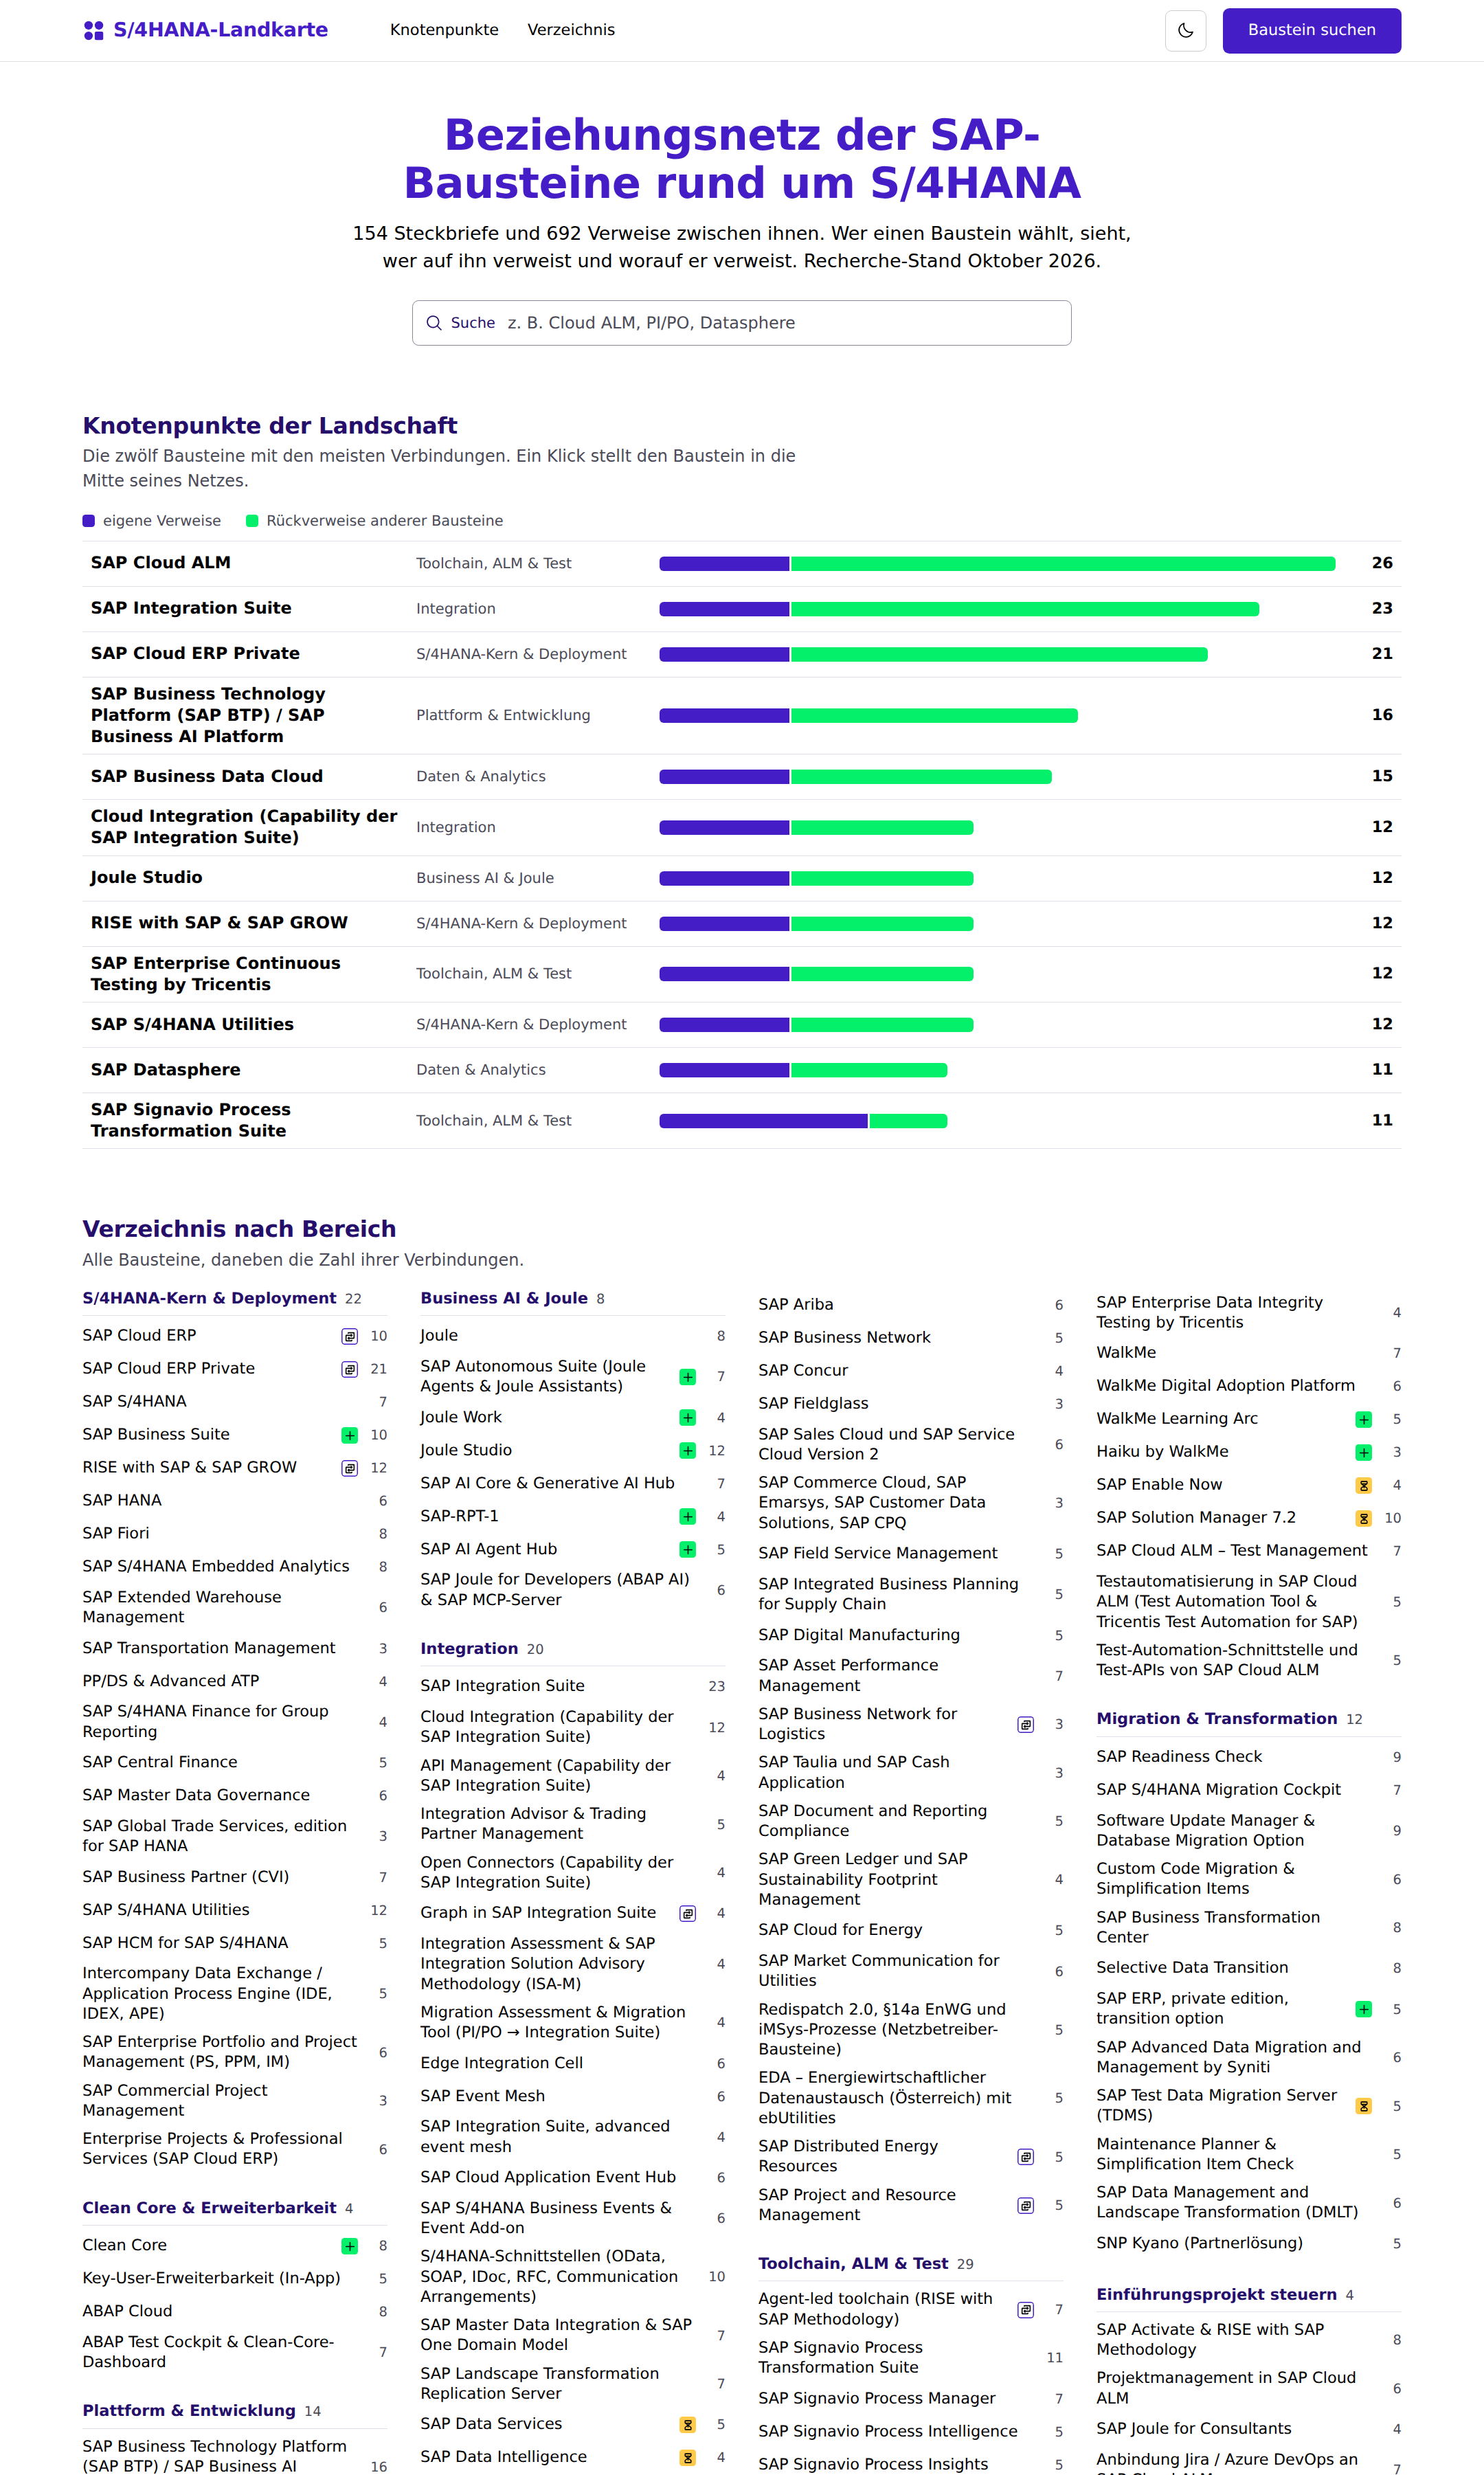 S/4HANA-Landkarte
Knotenpunkte
Verzeichnis
Baustein suchen
Beziehungsnetz der SAP-
Bausteine rund um S/4HANA
154 Steckbriefe und 692 Verweise zwischen ihnen. Wer einen Baustein wählt, sieht,
wer auf ihn verweist und worauf er verweist. Recherche-Stand Oktober 2026.
Suche z. B. Cloud ALM, PI/PO, Datasphere
Knotenpunkte der Landschaft
Die zwölf Bausteine mit den meisten Verbindungen. Ein Klick stellt den Baustein in die
Mitte seines Netzes.
eigene Verweise
Rückverweise anderer Bausteine
SAP Cloud ALM Toolchain, ALM & Test 26
SAP Integration Suite Integration 23
SAP Cloud ERP Private S/4HANA-Kern & Deployment 21
SAP Business Technology
Platform (SAP BTP) / SAP
Business AI Platform
Plattform & Entwicklung 16
SAP Business Data Cloud Daten & Analytics 15
Cloud Integration (Capability der
SAP Integration Suite)
Integration 12
Joule Studio Business AI & Joule 12
RISE with SAP & SAP GROW S/4HANA-Kern & Deployment 12
SAP Enterprise Continuous
Testing by Tricentis
Toolchain, ALM & Test 12
SAP S/4HANA Utilities S/4HANA-Kern & Deployment 12
SAP Datasphere Daten & Analytics 11
SAP Signavio Process
Transformation Suite
Toolchain, ALM & Test 11
Verzeichnis nach Bereich
Alle Bausteine, daneben die Zahl ihrer Verbindungen.
S/4HANA-Kern & Deployment 22
SAP Cloud ERP 10
SAP Cloud ERP Private 21
SAP S/4HANA 7
SAP Business Suite 10
RISE with SAP & SAP GROW 12
SAP HANA 6
SAP Fiori 8
SAP S/4HANA Embedded Analytics 8
SAP Extended Warehouse
Management 6
SAP Transportation Management 3
PP/DS & Advanced ATP 4
SAP S/4HANA Finance for Group
Reporting 4
SAP Central Finance 5
SAP Master Data Governance 6
SAP Global Trade Services, edition
for SAP HANA 3
SAP Business Partner (CVI) 7
SAP S/4HANA Utilities 12
SAP HCM for SAP S/4HANA 5
Intercompany Data Exchange /
Application Process Engine (IDE,
IDEX, APE) 5
SAP Enterprise Portfolio and Project
Management (PS, PPM, IM) 6
SAP Commercial Project
Management 3
Enterprise Projects & Professional
Services (SAP Cloud ERP) 6
Clean Core & Erweiterbarkeit 4
Clean Core 8
Key-User-Erweiterbarkeit (In-App) 5
ABAP Cloud 8
ABAP Test Cockpit & Clean-Core-
Dashboard 7
Plattform & Entwicklung 14
SAP Business Technology Platform
(SAP BTP) / SAP Business AI 16
Business AI & Joule 8
Joule 8
SAP Autonomous Suite (Joule
Agents & Joule Assistants) 7
Joule Work 4
Joule Studio 12
SAP AI Core & Generative AI Hub 7
SAP-RPT-1 4
SAP AI Agent Hub 5
SAP Joule for Developers (ABAP AI)
& SAP MCP-Server 6
Integration 20
SAP Integration Suite 23
Cloud Integration (Capability der
SAP Integration Suite) 12
API Management (Capability der
SAP Integration Suite) 4
Integration Advisor & Trading
Partner Management 5
Open Connectors (Capability der
SAP Integration Suite) 4
Graph in SAP Integration Suite 4
Integration Assessment & SAP
Integration Solution Advisory
Methodology (ISA-M) 4
Migration Assessment & Migration
Tool (PI/PO → Integration Suite) 4
Edge Integration Cell 6
SAP Event Mesh 6
SAP Integration Suite, advanced
event mesh 4
SAP Cloud Application Event Hub 6
SAP S/4HANA Business Events &
Event Add-on 6
S/4HANA-Schnittstellen (OData,
SOAP, IDoc, RFC, Communication
Arrangements) 10
SAP Master Data Integration & SAP
One Domain Model 7
SAP Landscape Transformation
Replication Server 7
SAP Data Services 5
SAP Data Intelligence 4
SAP Ariba 6
SAP Business Network 5
SAP Concur 4
SAP Fieldglass 3
SAP Sales Cloud und SAP Service
Cloud Version 2 6
SAP Commerce Cloud, SAP
Emarsys, SAP Customer Data
Solutions, SAP CPQ 3
SAP Field Service Management 5
SAP Integrated Business Planning
for Supply Chain 5
SAP Digital Manufacturing 5
SAP Asset Performance
Management 7
SAP Business Network for
Logistics 3
SAP Taulia und SAP Cash
Application 3
SAP Document and Reporting
Compliance 5
SAP Green Ledger und SAP
Sustainability Footprint
Management 4
SAP Cloud for Energy 5
SAP Market Communication for
Utilities 6
Redispatch 2.0, §14a EnWG und
iMSys-Prozesse (Netzbetreiber-
Bausteine) 5
EDA – Energiewirtschaftlicher
Datenaustausch (Österreich) mit
ebUtilities 5
SAP Distributed Energy
Resources 5
SAP Project and Resource
Management 5
Toolchain, ALM & Test 29
Agent-led toolchain (RISE with
SAP Methodology) 7
SAP Signavio Process
Transformation Suite 11
SAP Signavio Process Manager 7
SAP Signavio Process Intelligence 5
SAP Signavio Process Insights 5
SAP Enterprise Data Integrity
Testing by Tricentis 4
WalkMe 7
WalkMe Digital Adoption Platform 6
WalkMe Learning Arc 5
Haiku by WalkMe 3
SAP Enable Now 4
SAP Solution Manager 7.2 10
SAP Cloud ALM – Test Management 7
Testautomatisierung in SAP Cloud
ALM (Test Automation Tool &
Tricentis Test Automation for SAP) 5
Test-Automation-Schnittstelle und
Test-APIs von SAP Cloud ALM 5
Migration & Transformation 12
SAP Readiness Check 9
SAP S/4HANA Migration Cockpit 7
Software Update Manager &
Database Migration Option 9
Custom Code Migration &
Simplification Items 6
SAP Business Transformation
Center 8
Selective Data Transition 8
SAP ERP, private edition,
transition option 5
SAP Advanced Data Migration and
Management by Syniti 6
SAP Test Data Migration Server
(TDMS) 5
Maintenance Planner &
Simplification Item Check 5
SAP Data Management and
Landscape Transformation (DMLT) 6
SNP Kyano (Partnerlösung) 5
Einführungsprojekt steuern 4
SAP Activate & RISE with SAP
Methodology 8
Projektmanagement in SAP Cloud
ALM 6
SAP Joule for Consultants 4
Anbindung Jira / Azure DevOps an
7